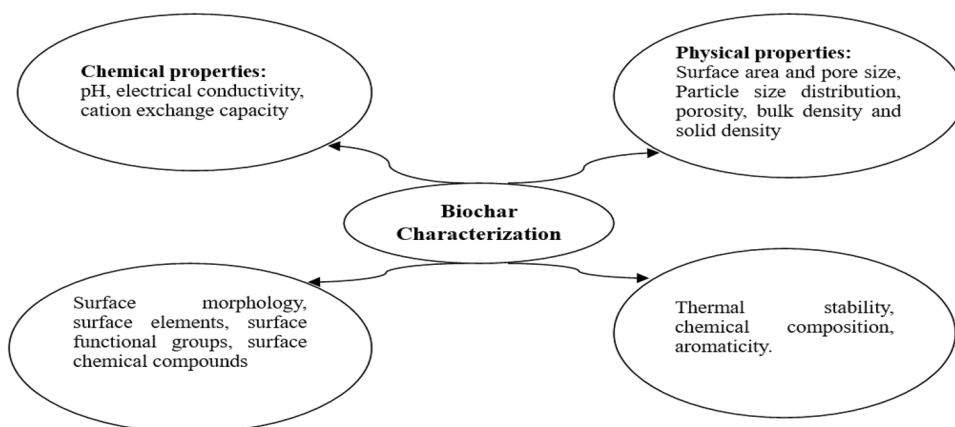 Chemical properties:
pH, electrical conductivity,
cation exchange capacity
Physical properties:
Surface area and pore size,
Particle size distribution,
porosity, bulk density and
solid density
Biochar
Characterization
Surface morphology,
surface elements, surface
functional groups, surface
chemical compounds
Thermal stability,
chemical composition,
aromaticity.